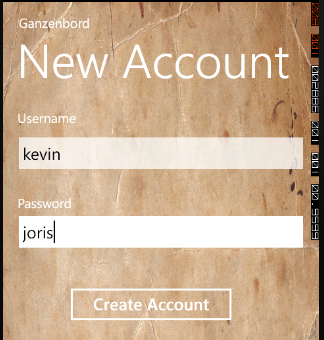 Ganzenbord
New Account
Username
kevin
Password
joris
Create Account